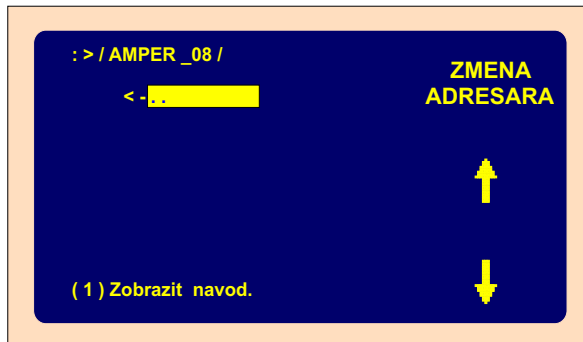 : > / AMPER _08 /
< - . .
ZMENA
ADRESARA
( 1 ) Zobrazit navod.